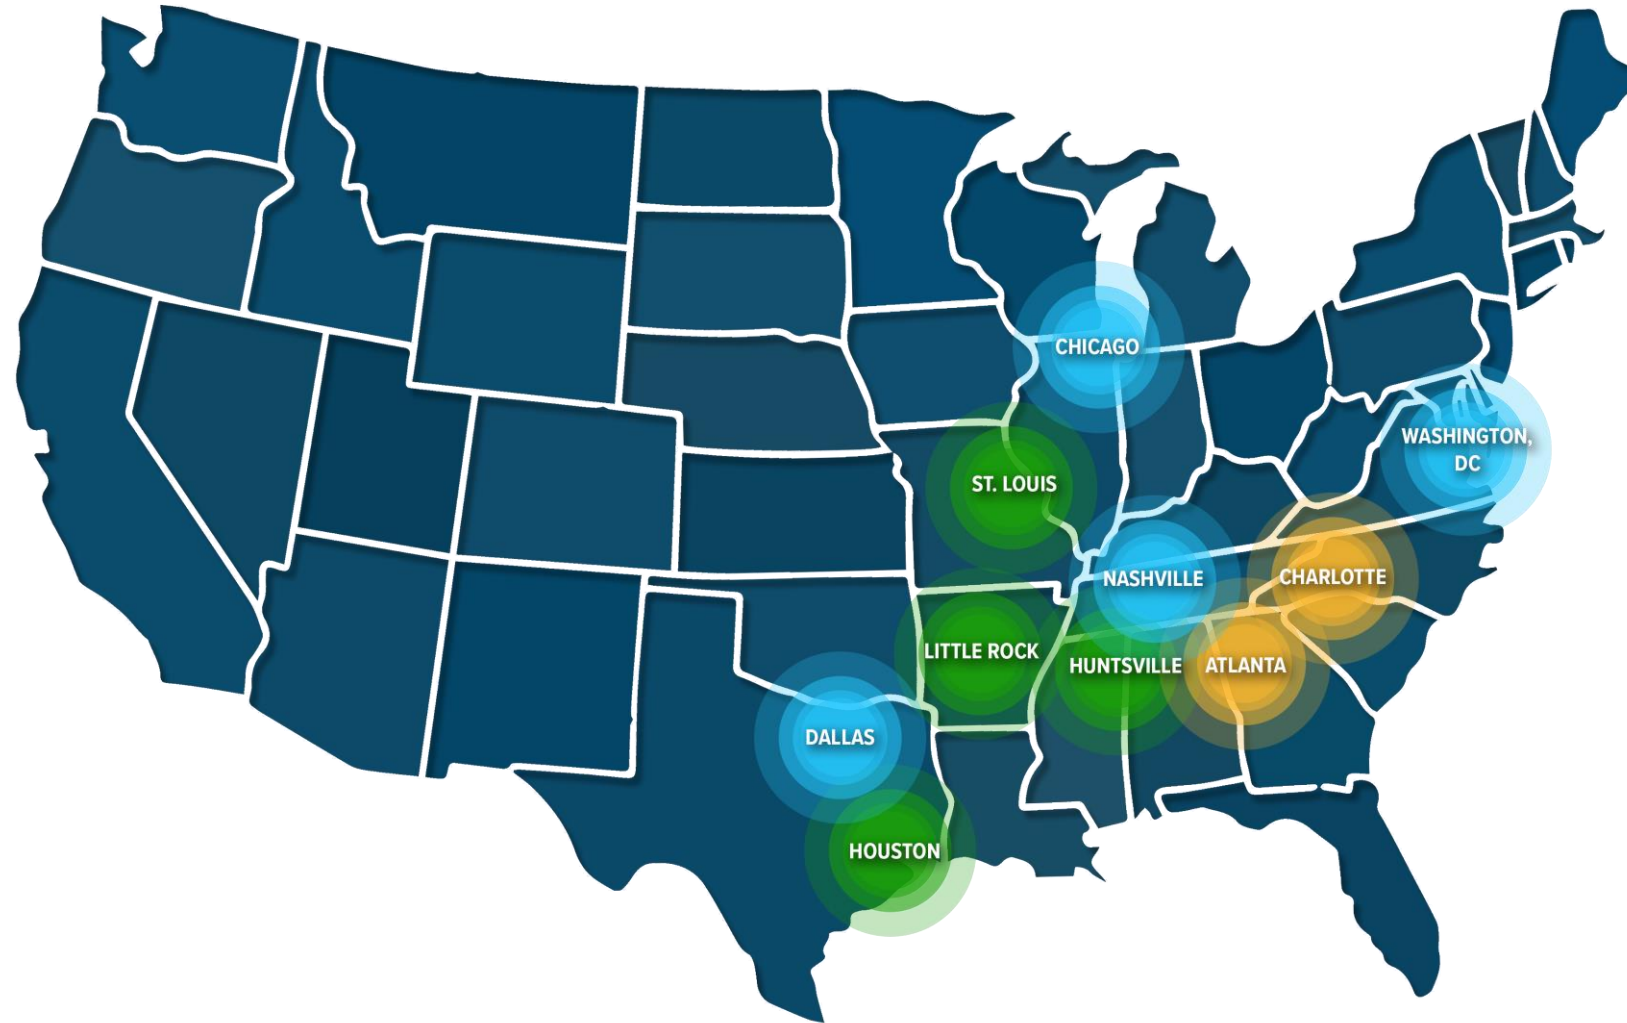 CHICAGO
WASHINGTON,
DC
ST. LOUIS
NASHVILLE
CHARLOTTE
LITTLE ROCK
HUNTSVILLE
ATLANTA
DALLAS
HOUSTON